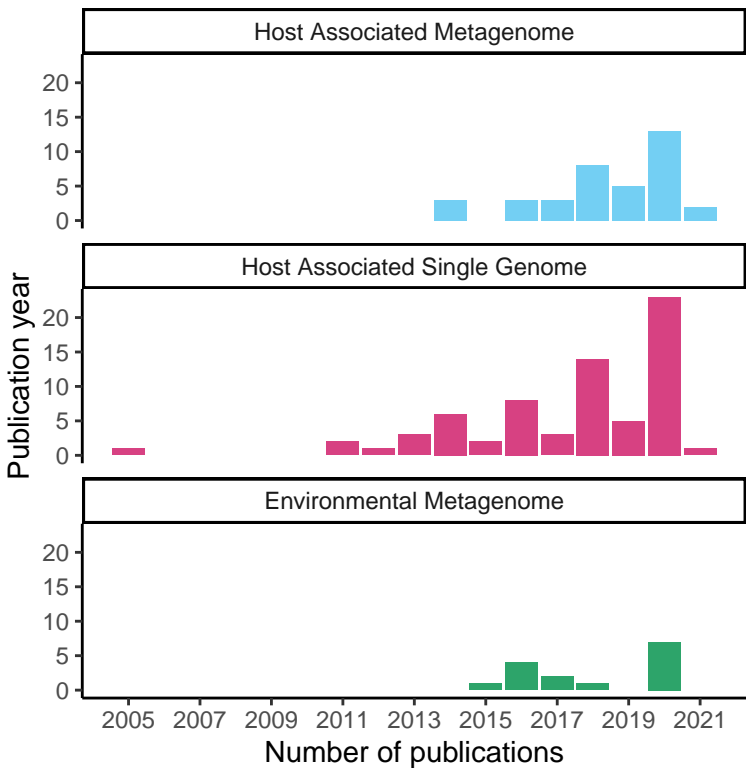 Host Associated Metagenome
20
15
10
5
0
Host Associated Single Genome
20
15
10
5
0
Publication year
Environmental Metagenome
20
15
10
5
0
2005 2007 2009 2011 2013 2015 2017 2019 2021
Number of publications